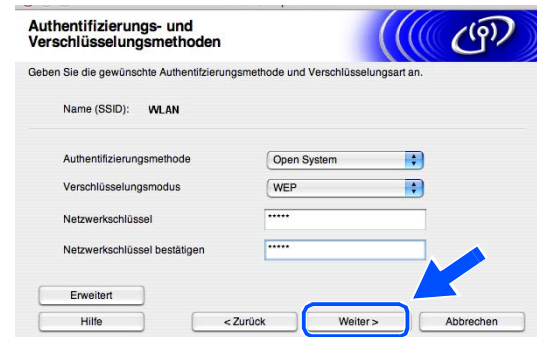 Authentifizierungs- und
Verschlüsselungsmethoden
Geben Sie die gewünschte Authentifzierungsmethode und Verschlüsselungsart an.
Name (SSID): WLAN
Authentifizierungsmethode Open System
Verschlüsselungsmodus WEP
Netzwerkschlüssel *****
Netzwerkschlüssel bestätigen *****
Erweitert
Hilfe < Zurück Weiter > Abbrechen